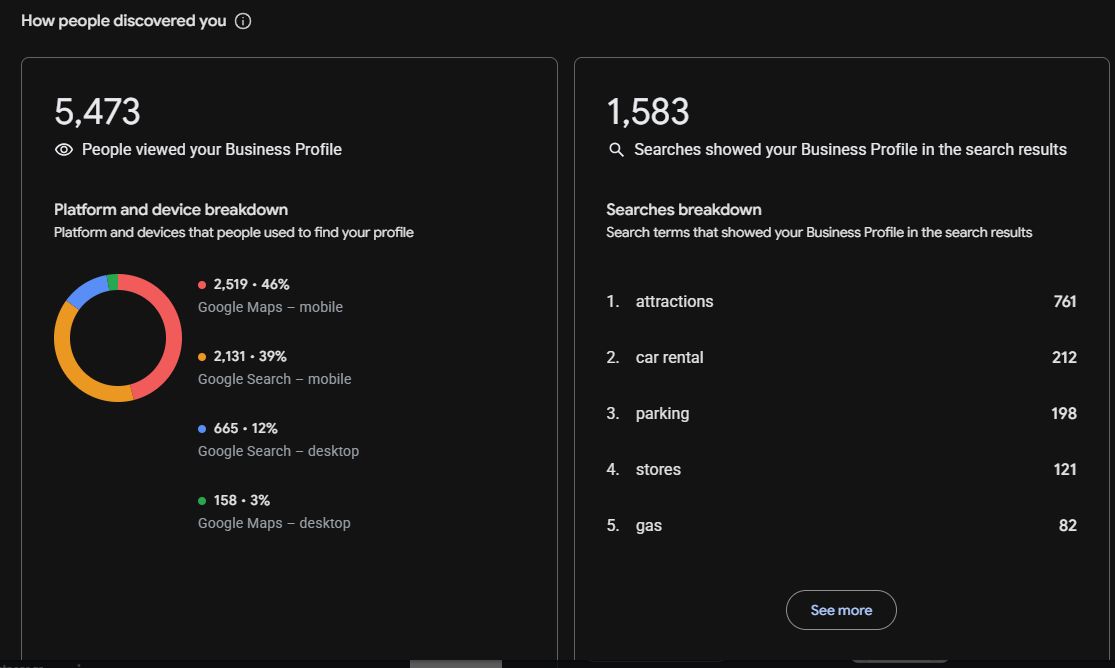 How people discovered you
5,473
People viewed your Business Profile
Platform and device breakdown
Platform and devices that people used to find your profile
2,519 • 46%
Google Maps – mobile
2,131 • 39%
Google Search – mobile
665 • 12%
Google Search – desktop
158 • 3%
Google Maps – desktop
1,583
Searches showed your Business Profile in the search results
Searches breakdown
Search terms that showed your Business Profile in the search results
1. attractions 761
2. car rental 212
3. parking 198
4. stores 121
5. gas 82
See more